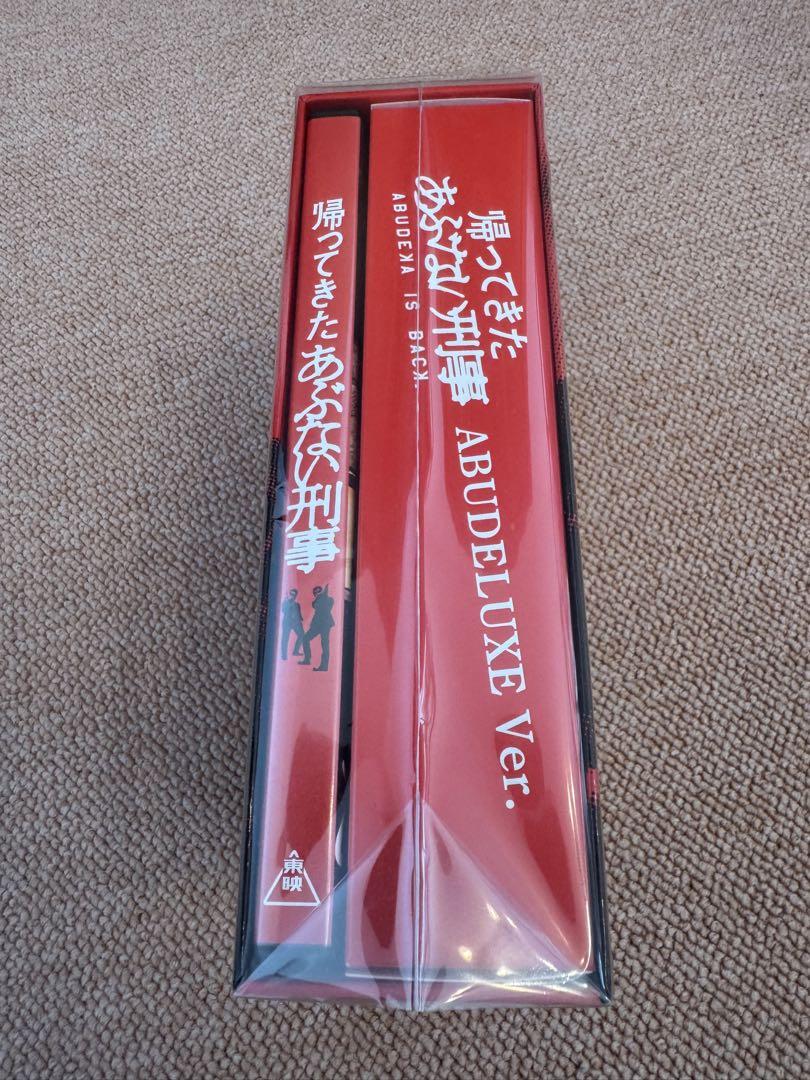 帰ってきた あぶない刑事
東映
帰ってきた
あぶない刑事
ABUDEKA IS BACK.
ABUDELUXE Ver.